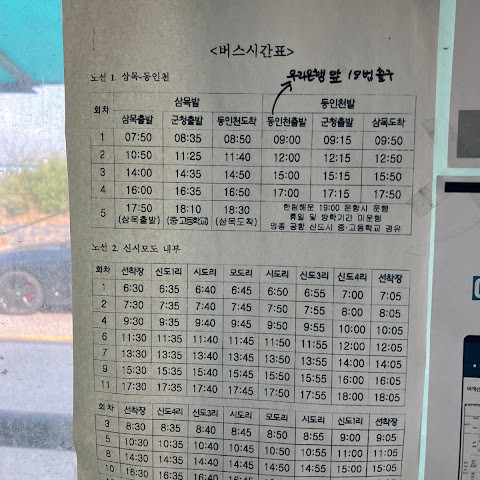 <버스시간표>
노선 1. 삼목-동인천
우리은행 앞 19번 출구
회차 삼목발 동인천발
삼목출발 군청출발 동인천도착 동인천출발 군청출발 삼목도착
1 07:50 08:35 08:50 09:00 09:15 09:50
2 10:50 11:25 11:40 12:00 12:15 12:50
3 14:00 14:35 14:50 15:00 15:15 15:50
4 16:00 16:35 16:50 17:00 17:15 17:50
5 17:50 18:10 18:30 한림해운 19:00 운항시 운행
(삼목출발) (중·고등학교) (삼목도착) 휴일 및 방학기간 미운행
영종 공항 신도시 중·고등학교 경유
노선 2. 신시모도 내부
회차 선착장 신도1리 시도리 모도리 시도리 신도3리 신도4리 선착장
1 6:30 6:35 6:40 6:45 6:50 6:55 7:00 7:05
2 7:30 7:35 7:40 7:45 7:50 7:55 8:00 8:05
4 9:30 9:35 9:40 9:45 9:50 9:55 10:00 10:05
6 11:30 11:35 11:40 11:45 11:50 11:55 12:00 12:05
7 13:30 13:35 13:40 13:45 13:50 13:55 14:00 14:05
9 15:30 15:35 15:40 15:45 15:50 15:55 16:00 16:05
11 17:30 17:35 17:40 17:45 17:50 17:55 18:00 18:05
회차 선착장 신도4리 신도3리 시도리 모도리 시도리 신도1리 선착장
3 8:30 8:35 8:40 8:45 8:50 8:55 9:00 9:05
5 10:30 10:35 10:40 10:45 10:50 10:55 11:00 11:05
8 14:30 14:35 14:40 14:45 14:50 14:55 15:00 15:05
10 16:30 16:35 16:40 16:45 16:50 16:55 16:00 16:05